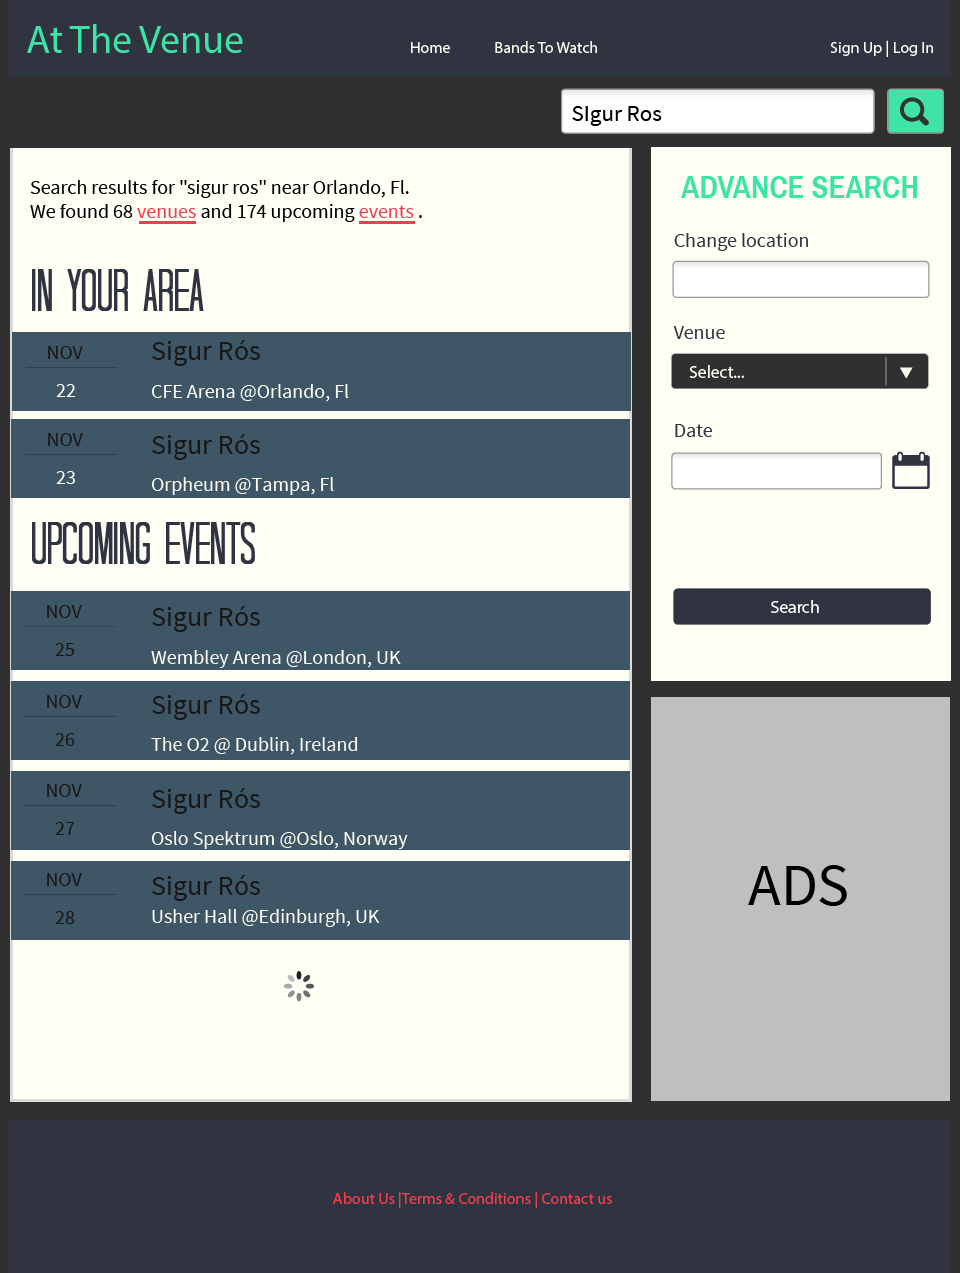 At The Venue
Home
Bands To Watch
Sign Up | Log In
SIgur Ros
Search results for "sigur ros" near Orlando, Fl.
We found 68 venues and 174 upcoming events .
IN YOUR AREA
NOV
22
Sigur Rós
CFE Arena @Orlando, Fl
NOV
23
Sigur Rós
Orpheum @Tampa, Fl
UPCOMING EVENTS
NOV
25
Sigur Rós
Wembley Arena @London, UK
NOV
26
Sigur Rós
The O2 @ Dublin, Ireland
NOV
27
Sigur Rós
Oslo Spektrum @Oslo, Norway
NOV
28
Sigur Rós
Usher Hall @Edinburgh, UK
ADVANCE SEARCH
Change location
Venue
Select...
Date
Search
ADS
About Us |Terms & Conditions | Contact us